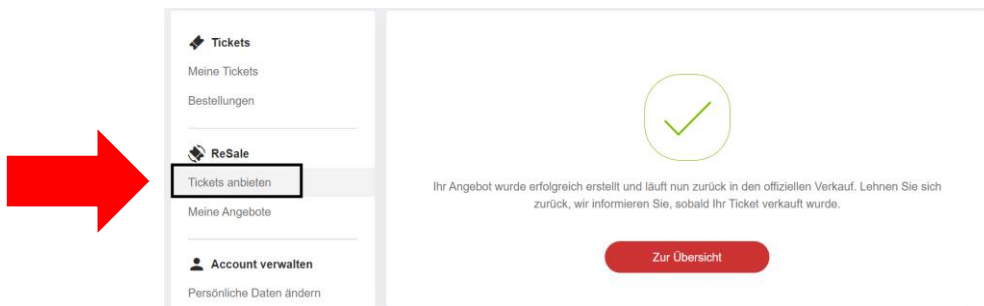 Tickets
Meine Tickets
Bestellungen
ReSale
Tickets anbieten
Meine Angebote
Account verwalten
Persönliche Daten ändern
Ihr Angebot wurde erfolgreich erstellt und läuft nun zurück in den offiziellen Verkauf. Lehnen Sie sich
zurück, wir informieren Sie, sobald Ihr Ticket verkauft wurde.
Zur Übersicht